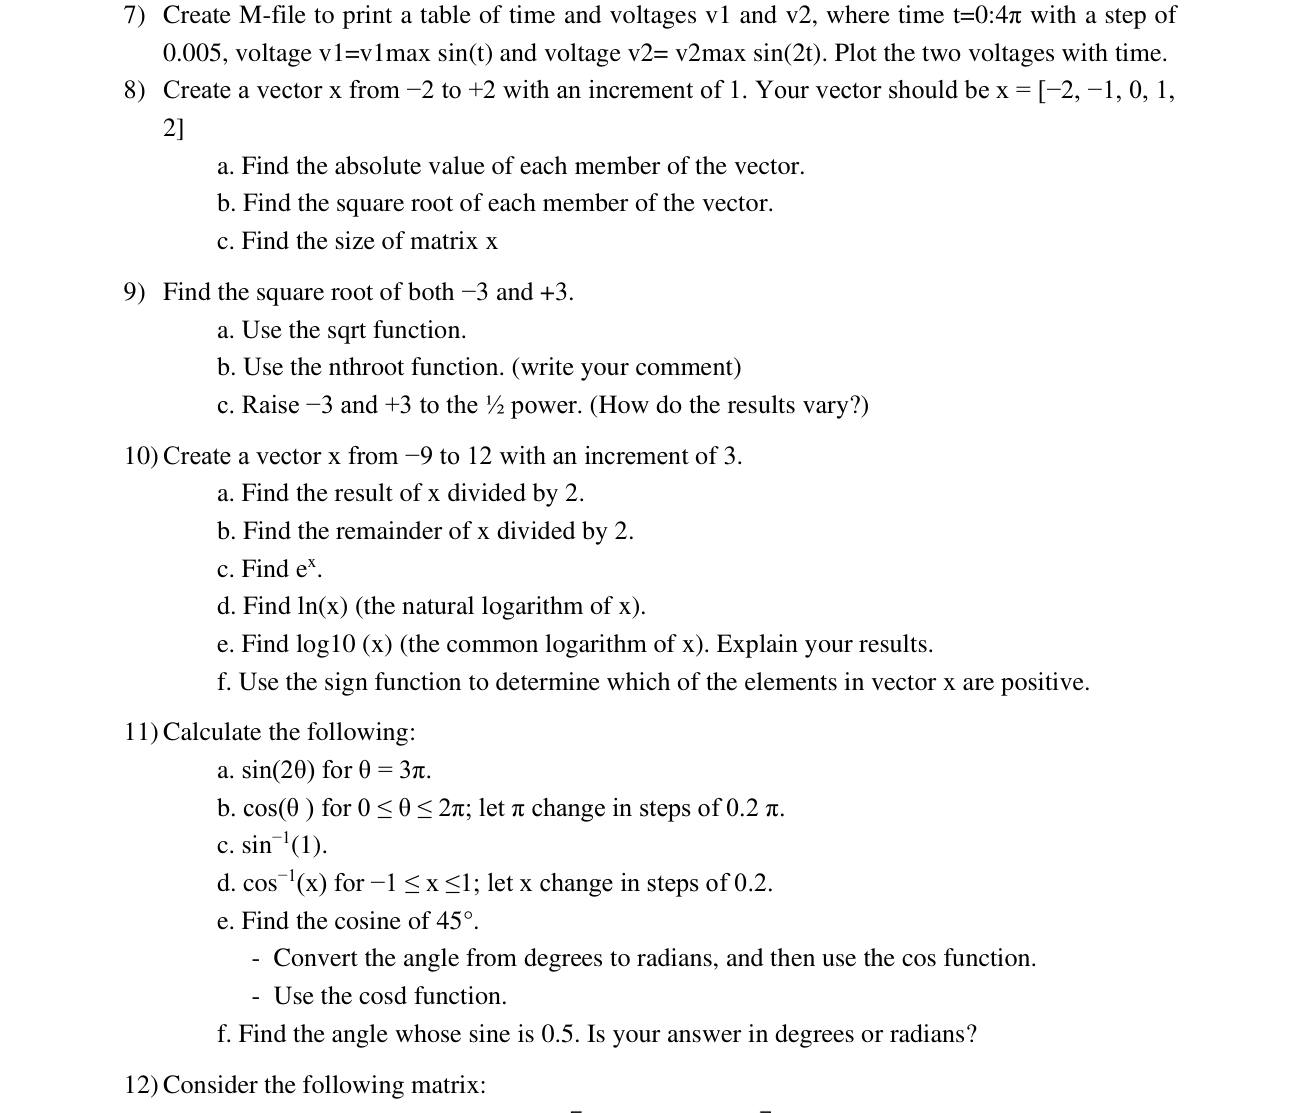 7) Create M-file to print a table of time and voltages v1 and v2, where time t=0:4π with a step of
0.005, voltage v1=v1max sin(t) and voltage v2= v2max sin(2t). Plot the two voltages with time.
8) Create a vector x from −2 to +2 with an increment of 1. Your vector should be x = [−2, −1, 0, 1,
2]
a. Find the absolute value of each member of the vector.
b. Find the square root of each member of the vector.
c. Find the size of matrix x
9) Find the square root of both −3 and +3.
a. Use the sqrt function.
b. Use the nthroot function. (write your comment)
c. Raise −3 and +3 to the ½ power. (How do the results vary?)
10) Create a vector x from −9 to 12 with an increment of 3.
a. Find the result of x divided by 2.
b. Find the remainder of x divided by 2.
c. Find eˣ.
d. Find ln(x) (the natural logarithm of x).
e. Find log10 (x) (the common logarithm of x). Explain your results.
f. Use the sign function to determine which of the elements in vector x are positive.
11) Calculate the following:
a. sin(2θ) for θ = 3π.
b. cos(θ ) for 0 ≤ θ ≤ 2π; let π change in steps of 0.2 π.
c. sin⁻¹(1).
d. cos⁻¹(x) for −1 ≤ x ≤1; let x change in steps of 0.2.
e. Find the cosine of 45°.
- Convert the angle from degrees to radians, and then use the cos function.
- Use the cosd function.
f. Find the angle whose sine is 0.5. Is your answer in degrees or radians?
12) Consider the following matrix: